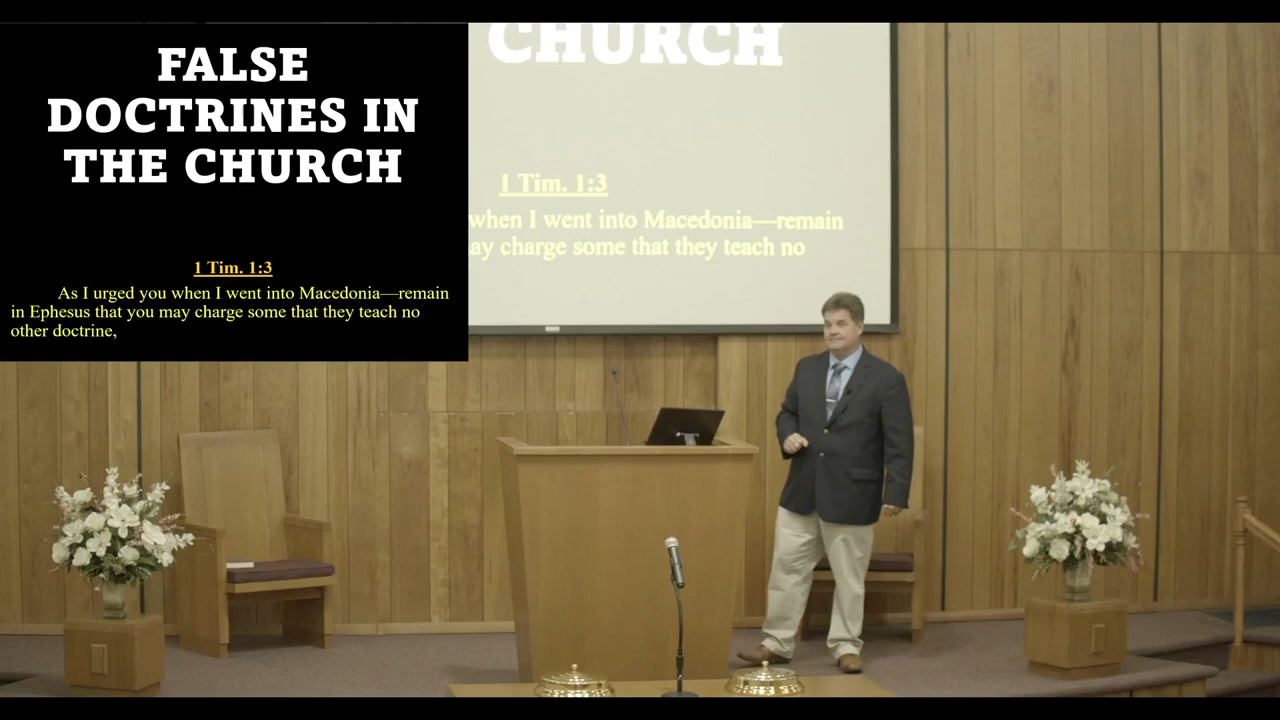 FALSE
DOCTRINES IN
THE CHURCH
1 Tim. 1:3
As I urged you when I went into Macedonia—remain
in Ephesus that you may charge some that they teach no
other doctrine,
CHURCH
1 Tim. 1:3
when I went into Macedonia—remain
ay charge some that they teach no